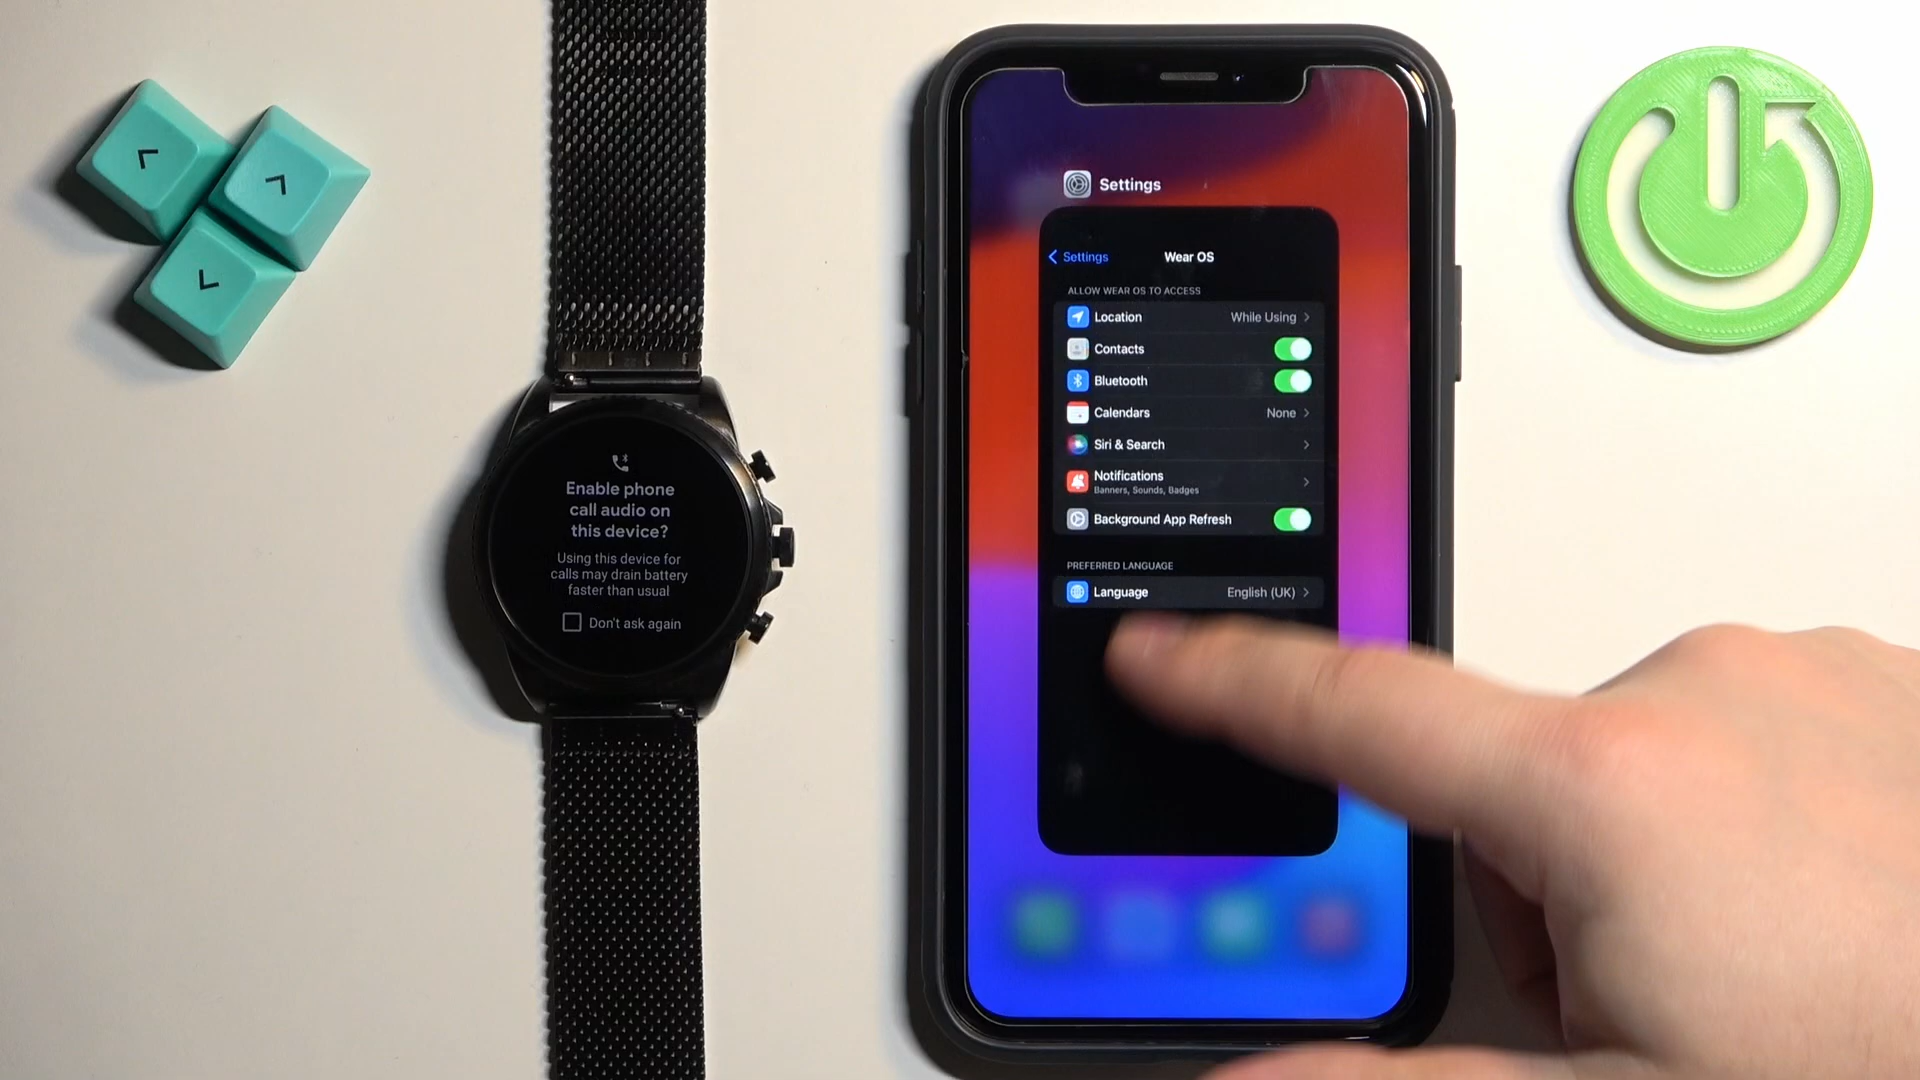 Enable phone
call audio on
this device?
Using this device for
calls may drain battery
faster than usual
Don't ask again
Settings
Settings
Wear OS
ALLOW WEAR OS TO ACCESS
Location While Using
Contacts
Bluetooth
Calendars None
Siri & Search
Notifications
Banners, Sounds, Badges
Background App Refresh
PREFERRED LANGUAGE
Language English (UK)